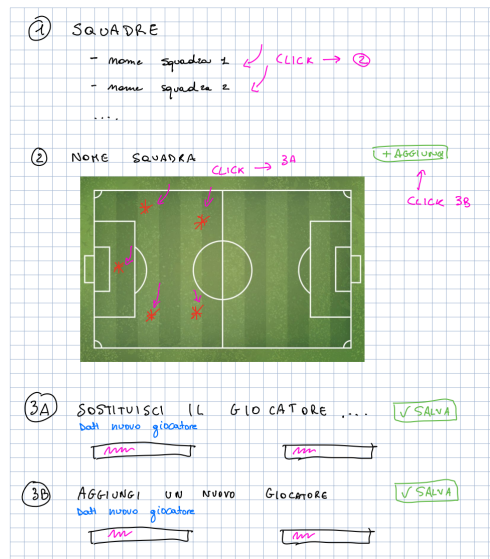 1 SQUADRE
- nome squadra 1 CLICK → 2
- nome squadra 2
....
2 NOME SQUADRA
CLICK → 3A
+ AGGIUNGI
CLICK 3B
3A SOSTITUISCI IL GIOCATORE .... √ SALVA
Dati nuovo giocatore
3B AGGIUNGI UN NUOVO GIOCATORE √ SALVA
Dati nuovo giocatore